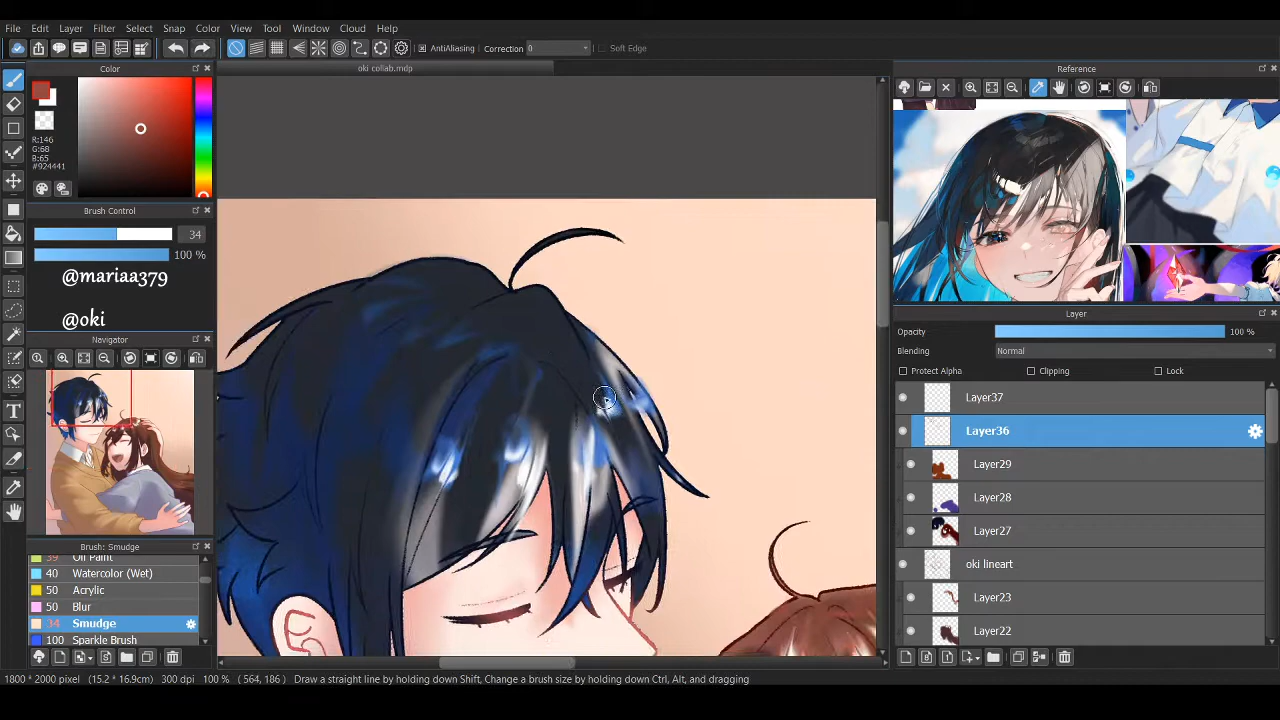 File Edit Layer Filter Select Snap Color View Tool Window Cloud Help
AntiAliasing Correction 0 Soft Edge
Color
oki collab.mdp
Reference
R:146
G:68
B:65
#924441
Brush Control
34
100 %
@mariaa379
@oki
Navigator
Layer
Opacity 100 %
Blending Normal
Protect Alpha Clipping Lock
Layer37
Layer36
Layer29
Layer28
Layer27
oki lineart
Layer23
Layer22
Brush: Smudge
39 Oil Paint
40 Watercolor (Wet)
50 Acrylic
50 Blur
34 Smudge
100 Sparkle Brush
1800 * 2000 pixel (15.2 * 16.9cm) 300 dpi 100 % ( 564, 186 ) Draw a straight line by holding down Shift, Change a brush size by holding down Ctrl, Alt, and dragging